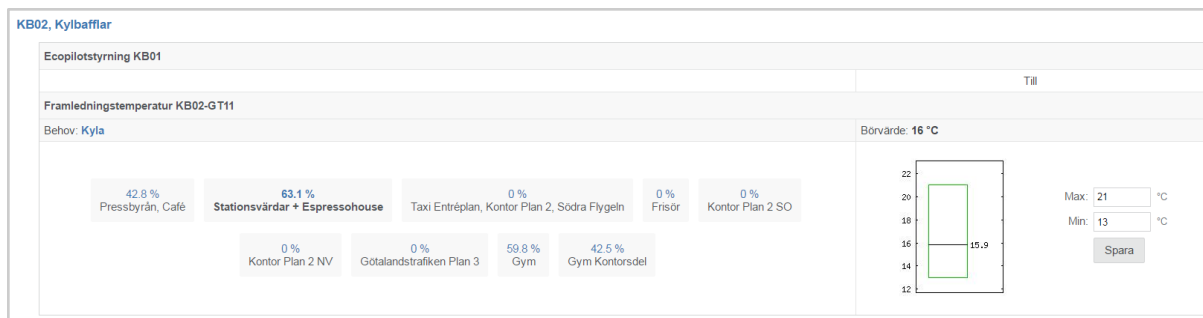 KB02, Kylbafflar
Ecopilotstyrning KB01
Till
Framledningstemperatur KB02-GT11
Behov: Kyla
Börvärde: 16 °C
42.8 %
Pressbyrån, Café
63.1 %
Stationsvärdar + Espressohouse
0 %
Taxi Entréplan, Kontor Plan 2, Södra Flygeln
0 %
Frisör
0 %
Kontor Plan 2 SO
0 %
Kontor Plan 2 NV
0 %
Götalandstrafiken Plan 3
59.8 %
Gym
42.5 %
Gym Kontorsdel
22
20
18
16
14
12
15.9
Max: 21 °C
Min: 13 °C
Spara